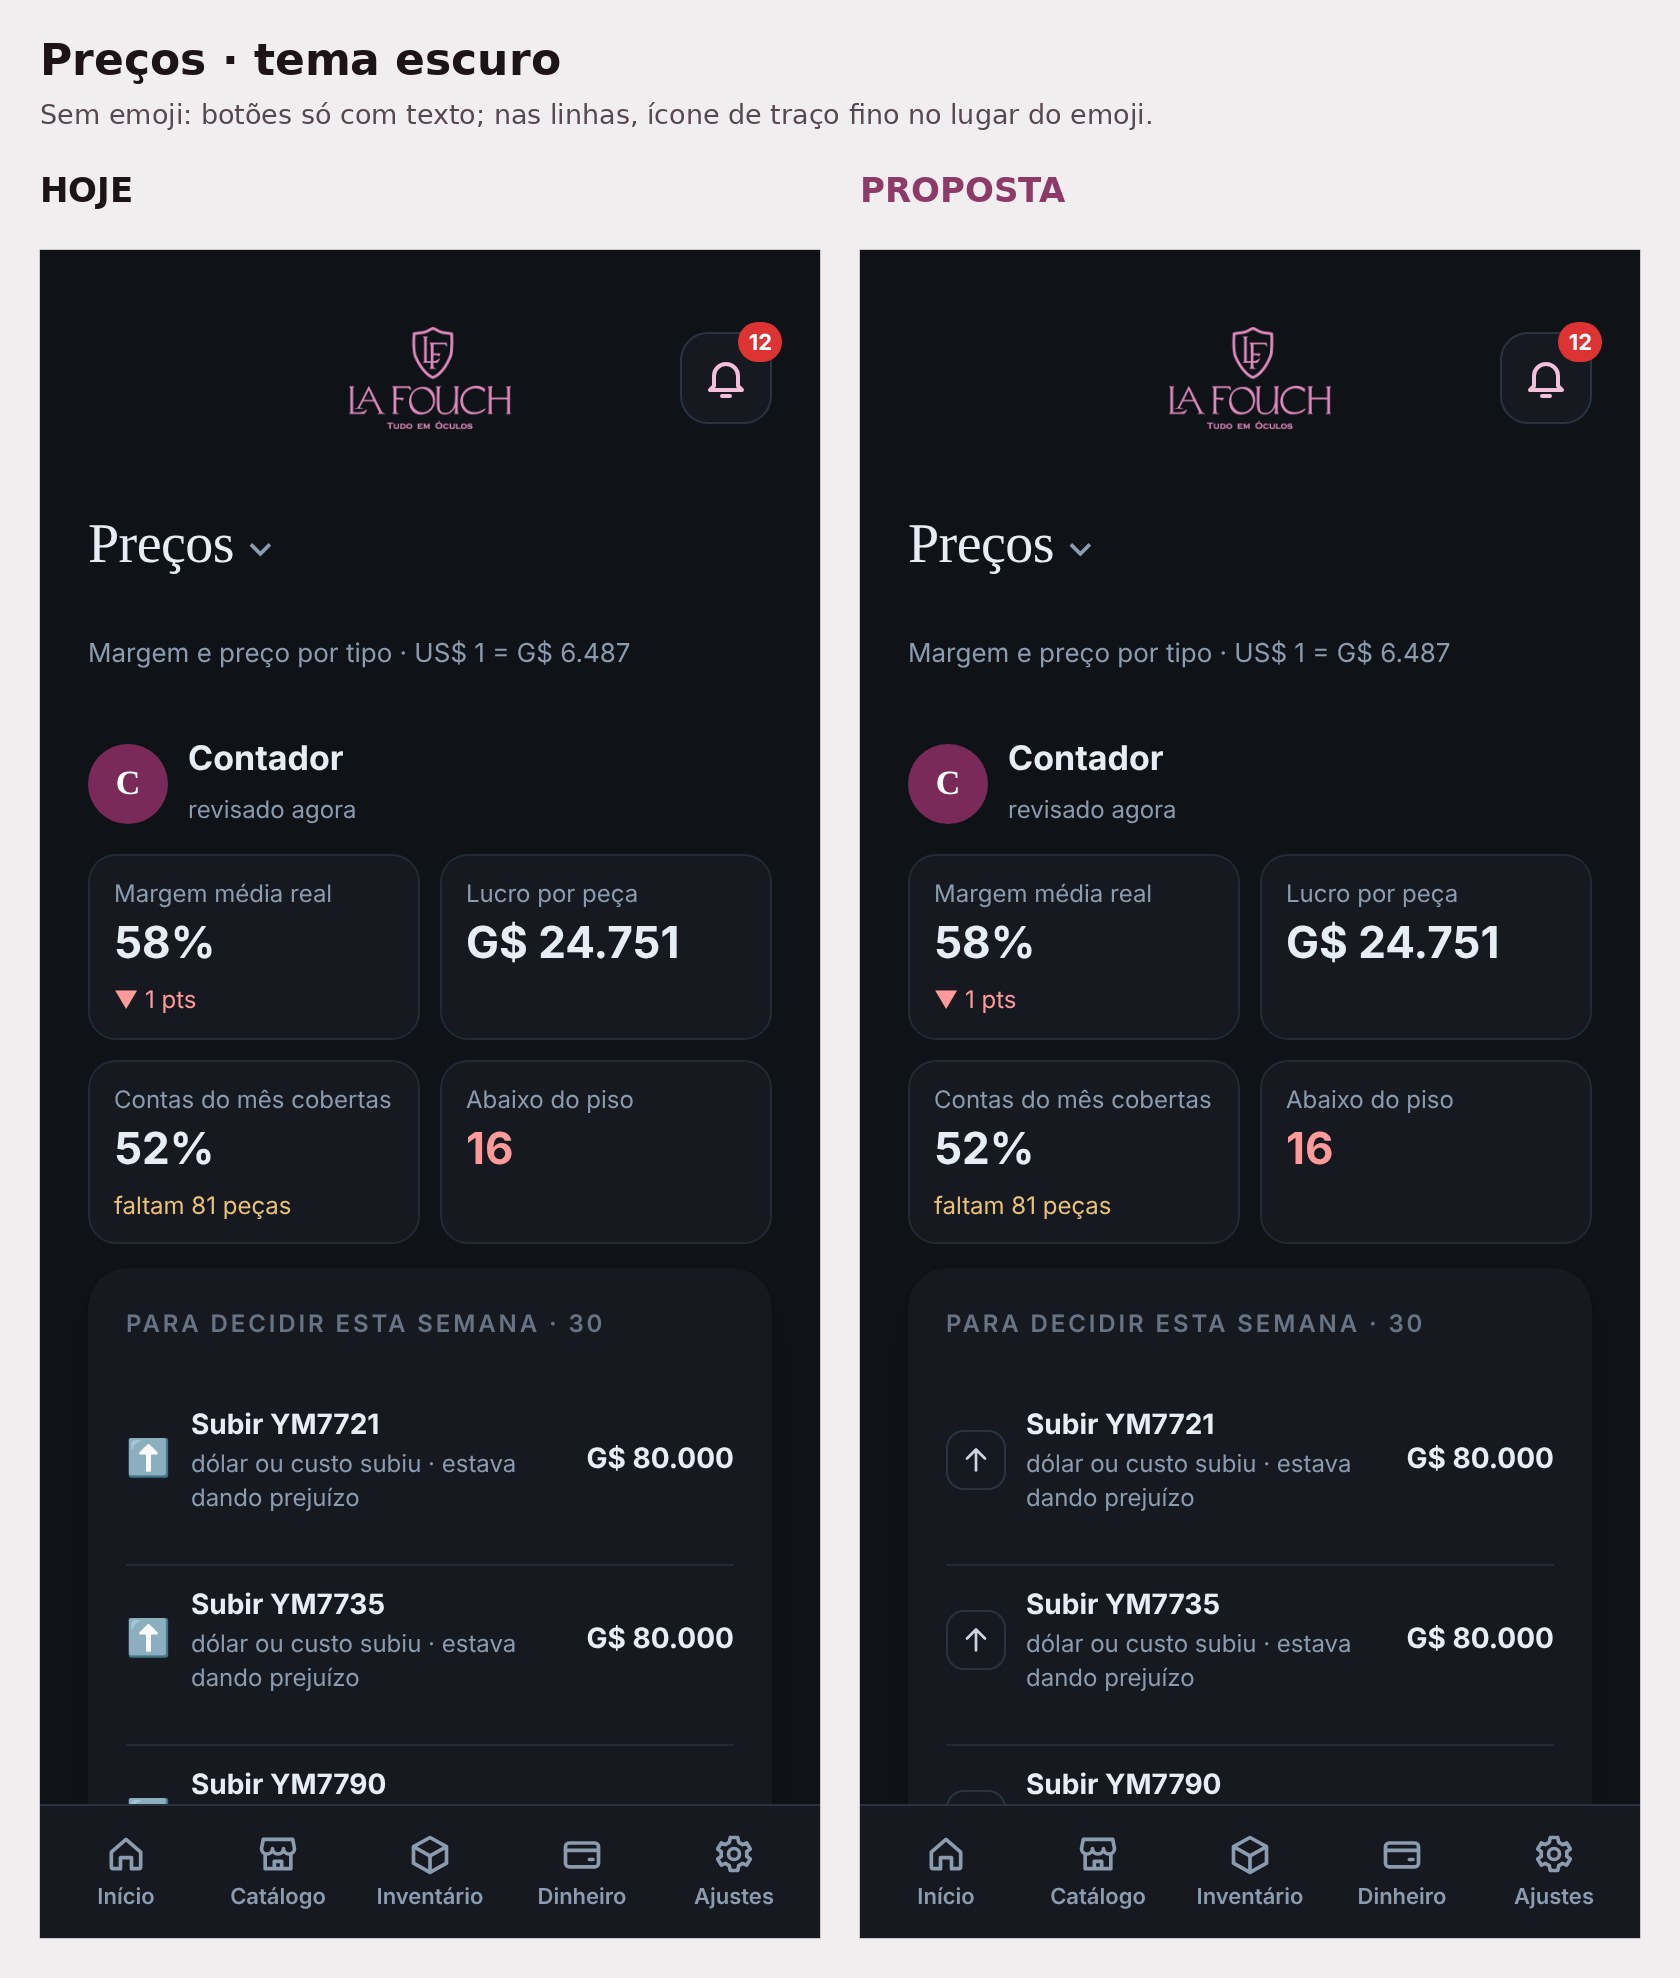 Preços · tema escuro
Sem emoji: botões só com texto; nas linhas, ícone de traço fino no lugar do emoji.
HOJE
LF
LA FOUCH
TUDO EM ÓCULOS
12
Preços
Margem e preço por tipo · US$ 1 = G$ 6.487
C
Contador
revisado agora
Margem média real
58%
▼ 1 pts
Lucro por peça
G$ 24.751
Contas do mês cobertas
52%
faltam 81 peças
Abaixo do piso
16
PARA DECIDIR ESTA SEMANA · 30
Subir YM7721
dólar ou custo subiu · estava
dando prejuízo
G$ 80.000
Subir YM7735
dólar ou custo subiu · estava
dando prejuízo
G$ 80.000
Subir YM7790
Início
Catálogo
Inventário
Dinheiro
Ajustes
PROPOSTA
LF
LA FOUCH
TUDO EM ÓCULOS
12
Preços
Margem e preço por tipo · US$ 1 = G$ 6.487
C
Contador
revisado agora
Margem média real
58%
▼ 1 pts
Lucro por peça
G$ 24.751
Contas do mês cobertas
52%
faltam 81 peças
Abaixo do piso
16
PARA DECIDIR ESTA SEMANA · 30
Subir YM7721
dólar ou custo subiu · estava
dando prejuízo
G$ 80.000
Subir YM7735
dólar ou custo subiu · estava
dando prejuízo
G$ 80.000
Subir YM7790
Início
Catálogo
Inventário
Dinheiro
Ajustes